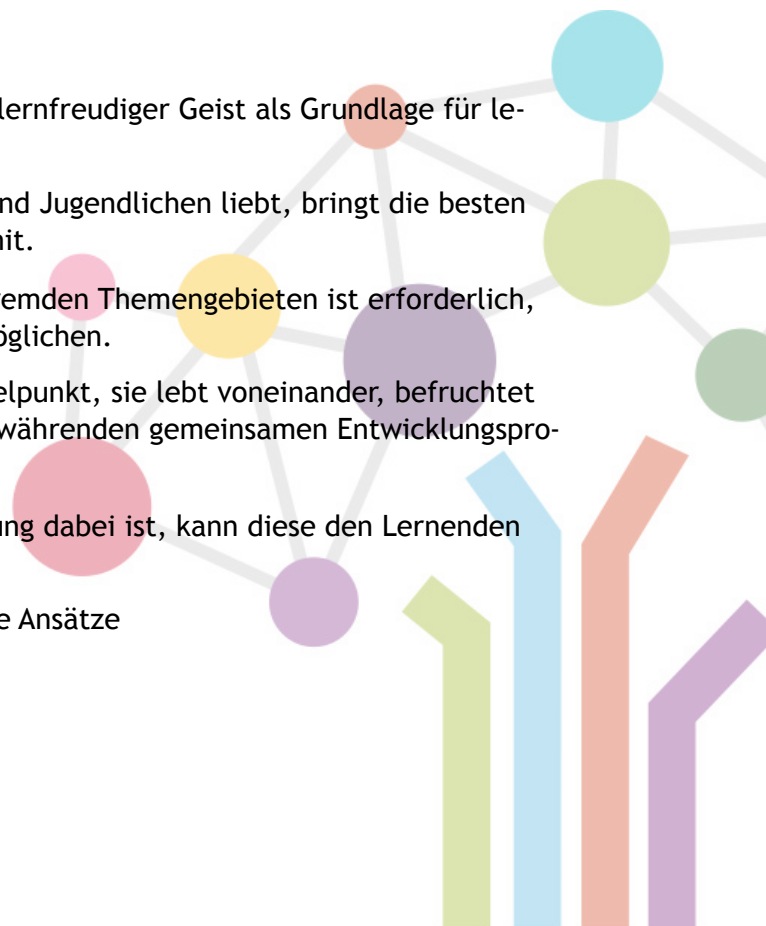 lernfreudiger Geist als Grundlage für le-
nd Jugendlichen liebt, bringt die besten
nit.
remden Themengebieten ist erforderlich,
öglichen.
elpunkt, sie lebt voneinander, befruchtet
währenden gemeinsamen Entwicklungspro-
ung dabei ist, kann diese den Lernenden
e Ansätze